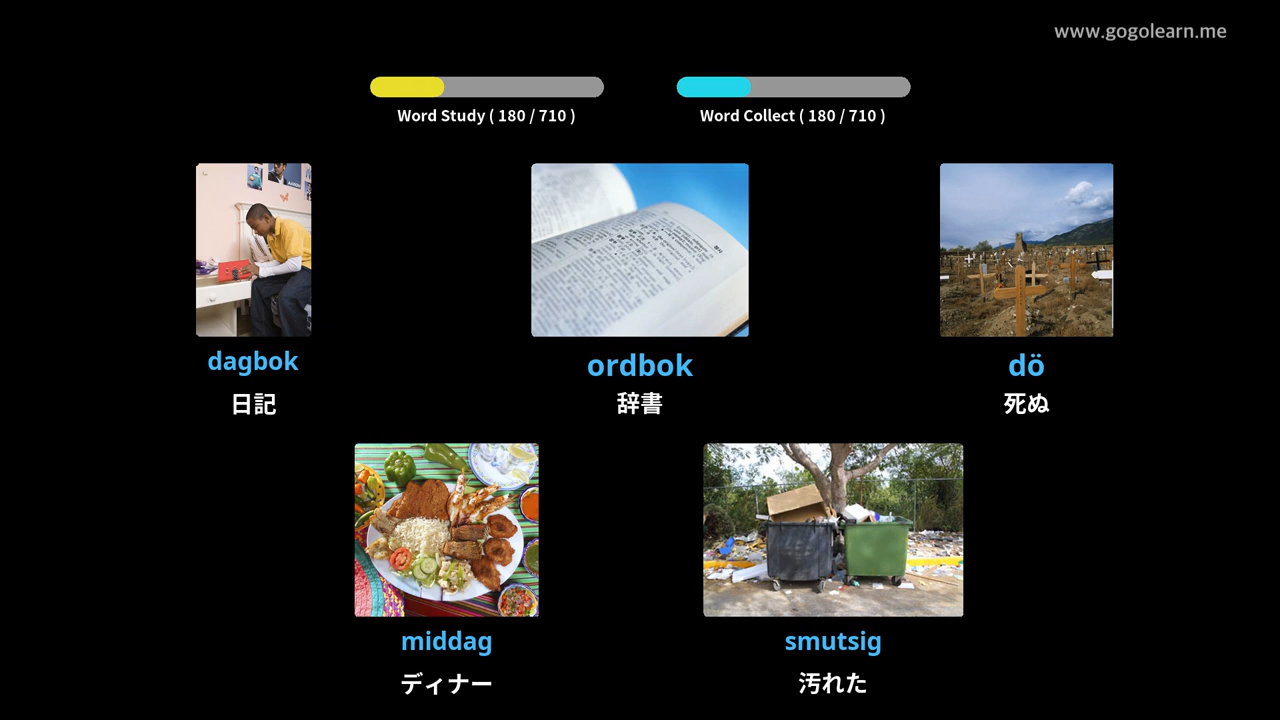 www.gogolearn.me
Word Study ( 180 / 710 )
Word Collect ( 180 / 710 )
dagbok
日記
ordbok
辞書
dö
死ぬ
middag
ディナー
smutsig
汚れた